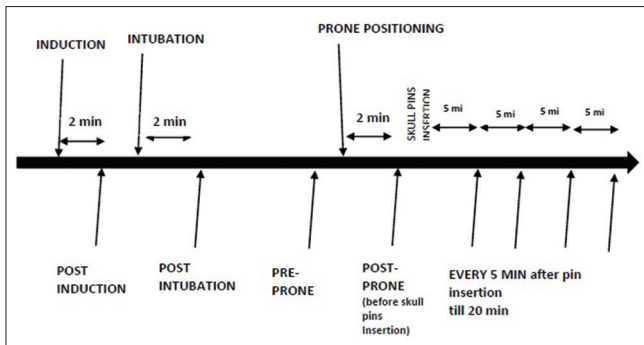 INDUCTION
INTUBATION
PRONE POSITIONING
2 min
2 min
2 min
SKULL PINS
INSERTION
5 mi
5 mi
5 mi
5 mi
POST
INDUCTION
POST
INTUBATION
PRE-
PRONE
POST-
PRONE
(before skull
pins
Insertion)
EVERY 5 MIN after pin
insertion
till 20 min